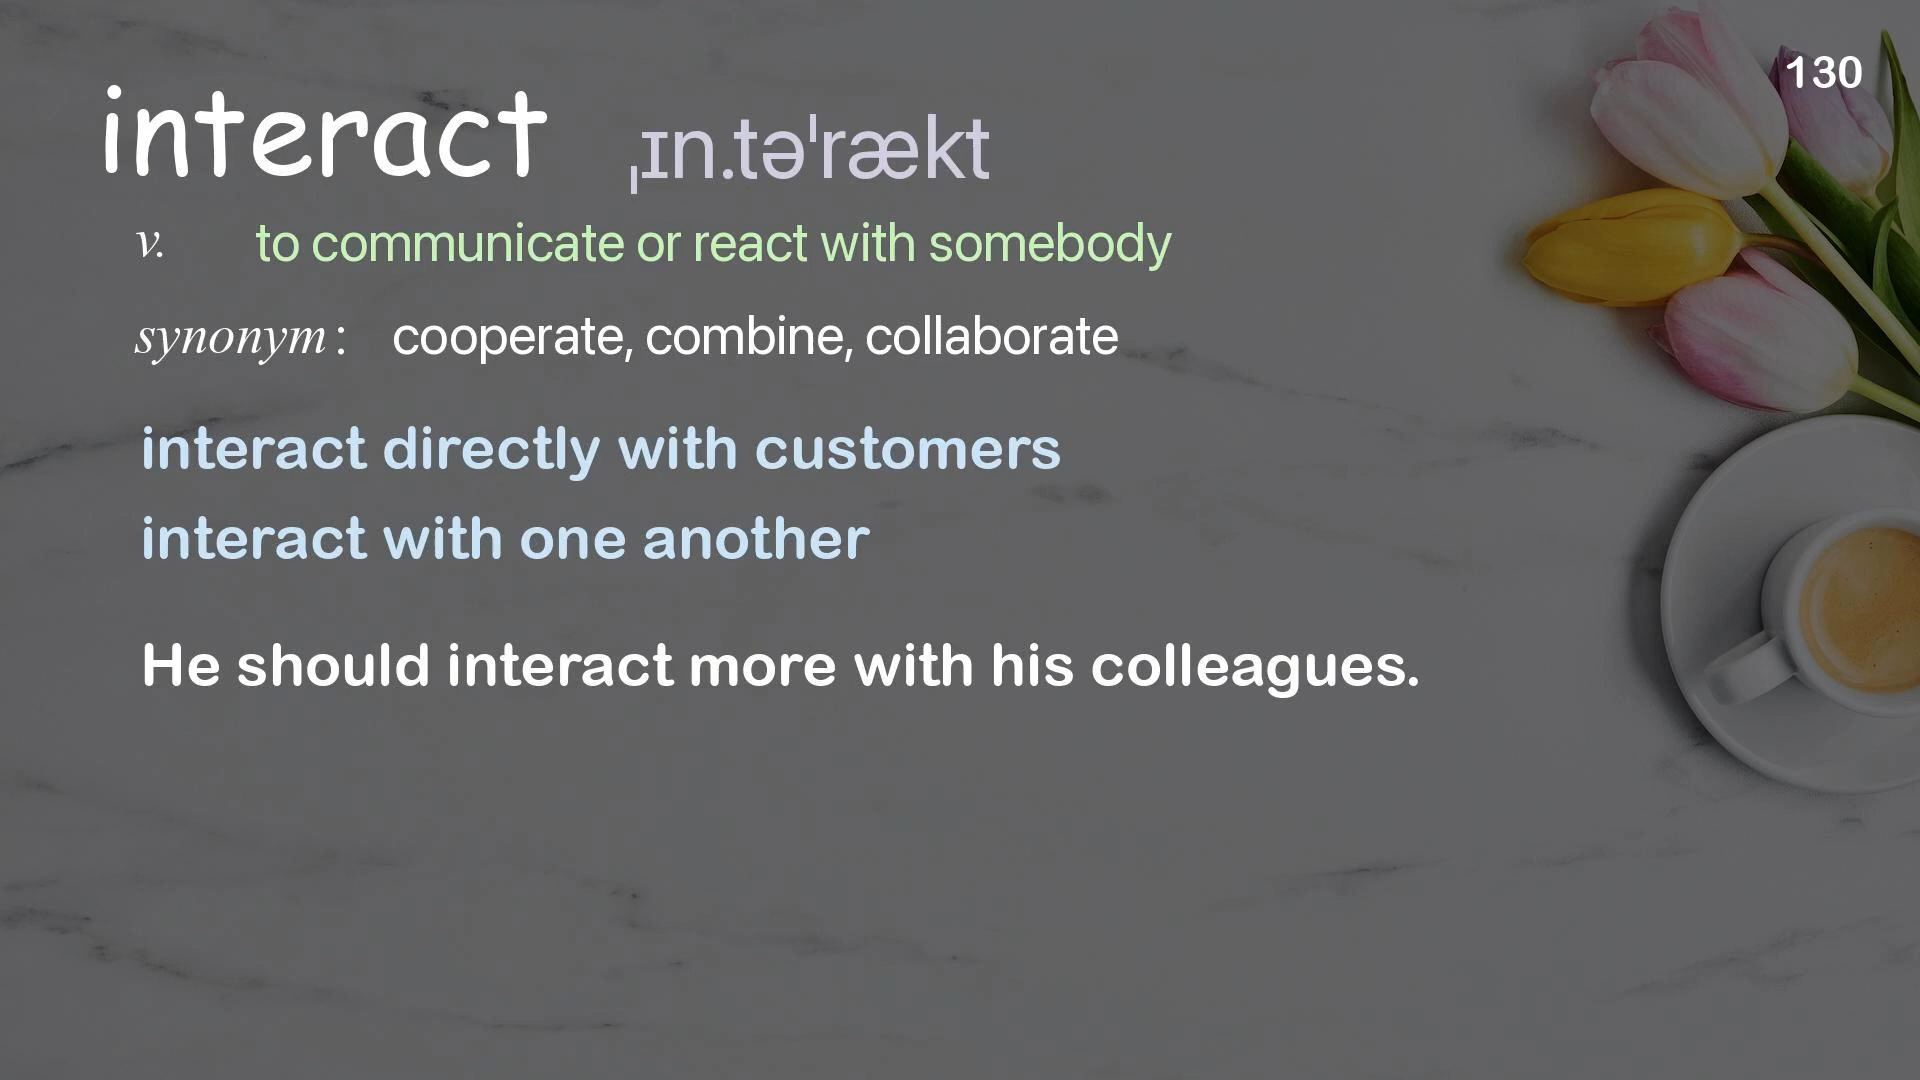 130
interact ˌɪn.təˈrækt
v. to communicate or react with somebody
synonym: cooperate, combine, collaborate
interact directly with customers
interact with one another
He should interact more with his colleagues.